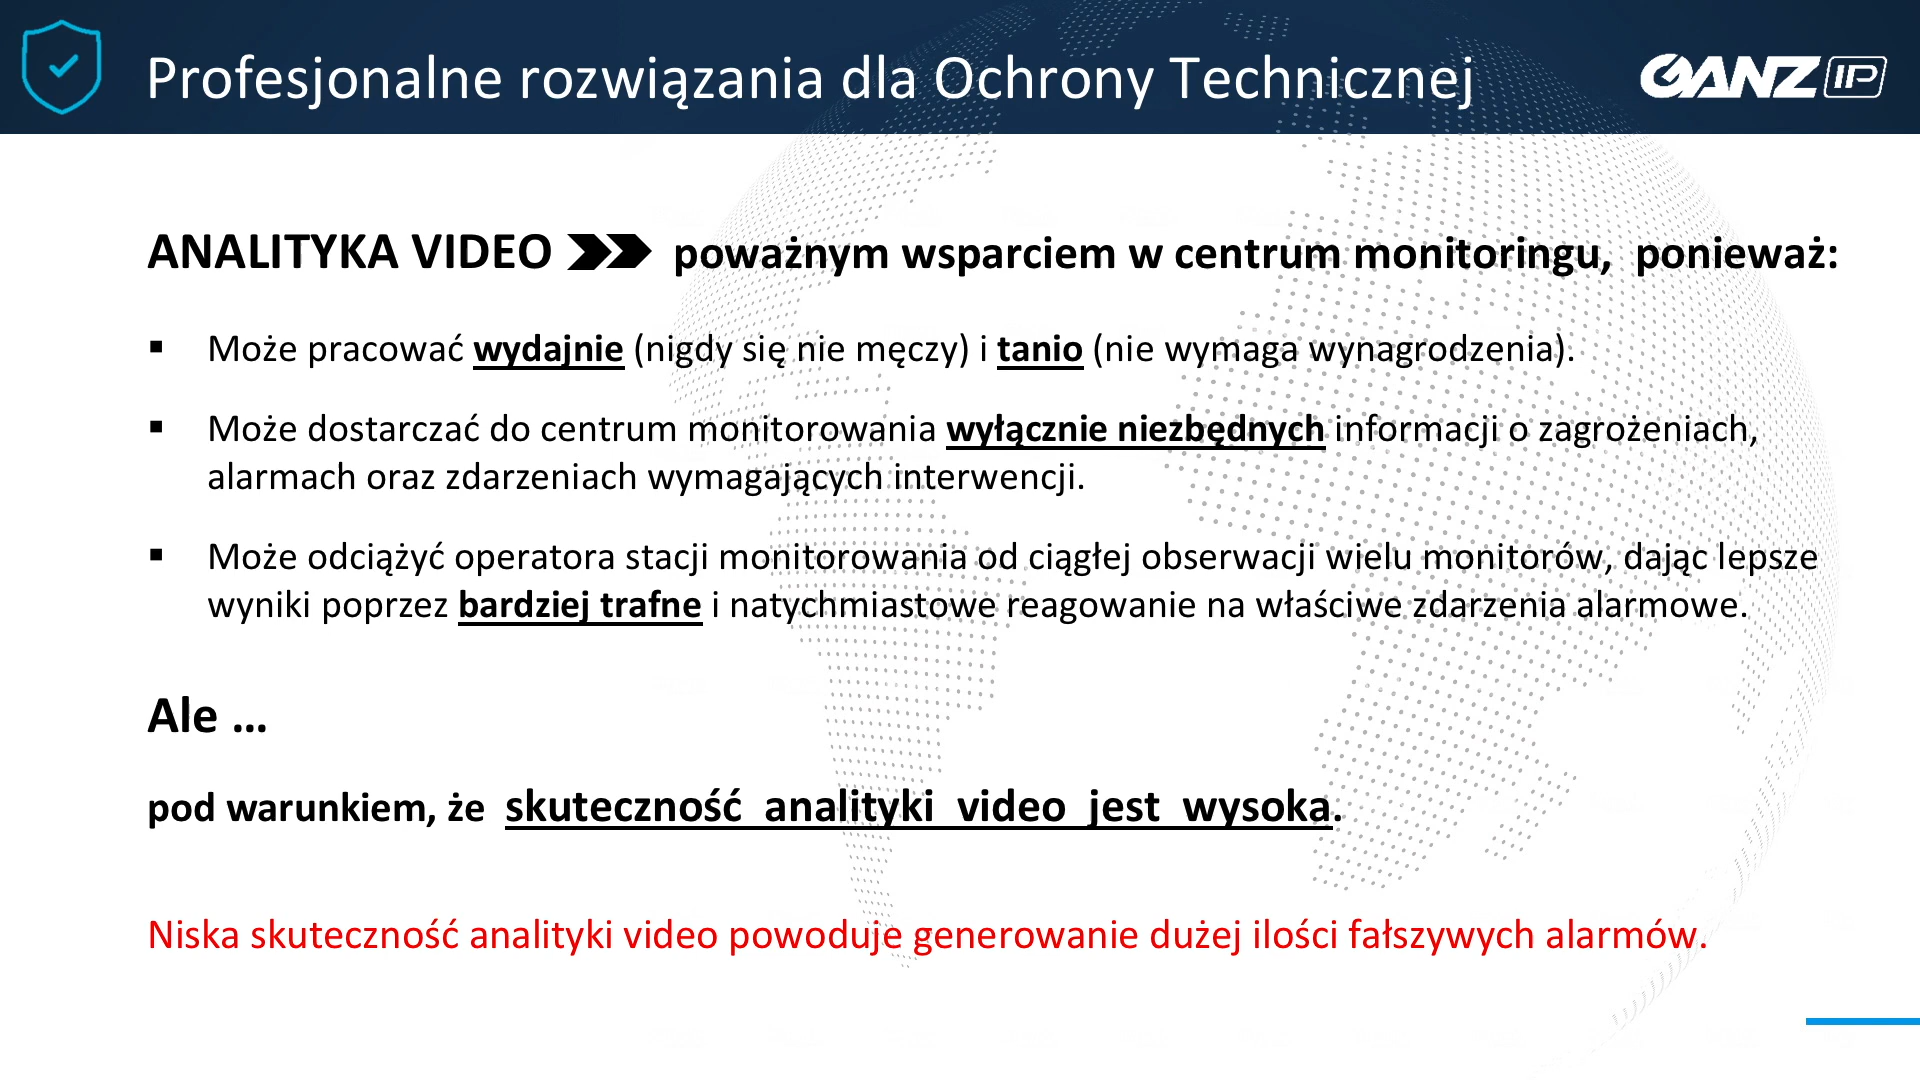 Profesjonalne rozwiązania dla Ochrony Technicznej
GANZ IP
ANALITYKA VIDEO poważnym wsparciem w centrum monitoringu, ponieważ:
▪ Może pracować wydajnie (nigdy się nie męczy) i tanio (nie wymaga wynagrodzenia).
▪ Może dostarczać do centrum monitorowania wyłącznie niezbędnych informacji o zagrożeniach,
alarmach oraz zdarzeniach wymagających interwencji.
▪ Może odciążyć operatora stacji monitorowania od ciągłej obserwacji wielu monitorów, dając lepsze
wyniki poprzez bardziej trafne i natychmiastowe reagowanie na właściwe zdarzenia alarmowe.
Ale ...
pod warunkiem, że skuteczność analityki video jest wysoka.
Niska skuteczność analityki video powoduje generowanie dużej ilości fałszywych alarmów.